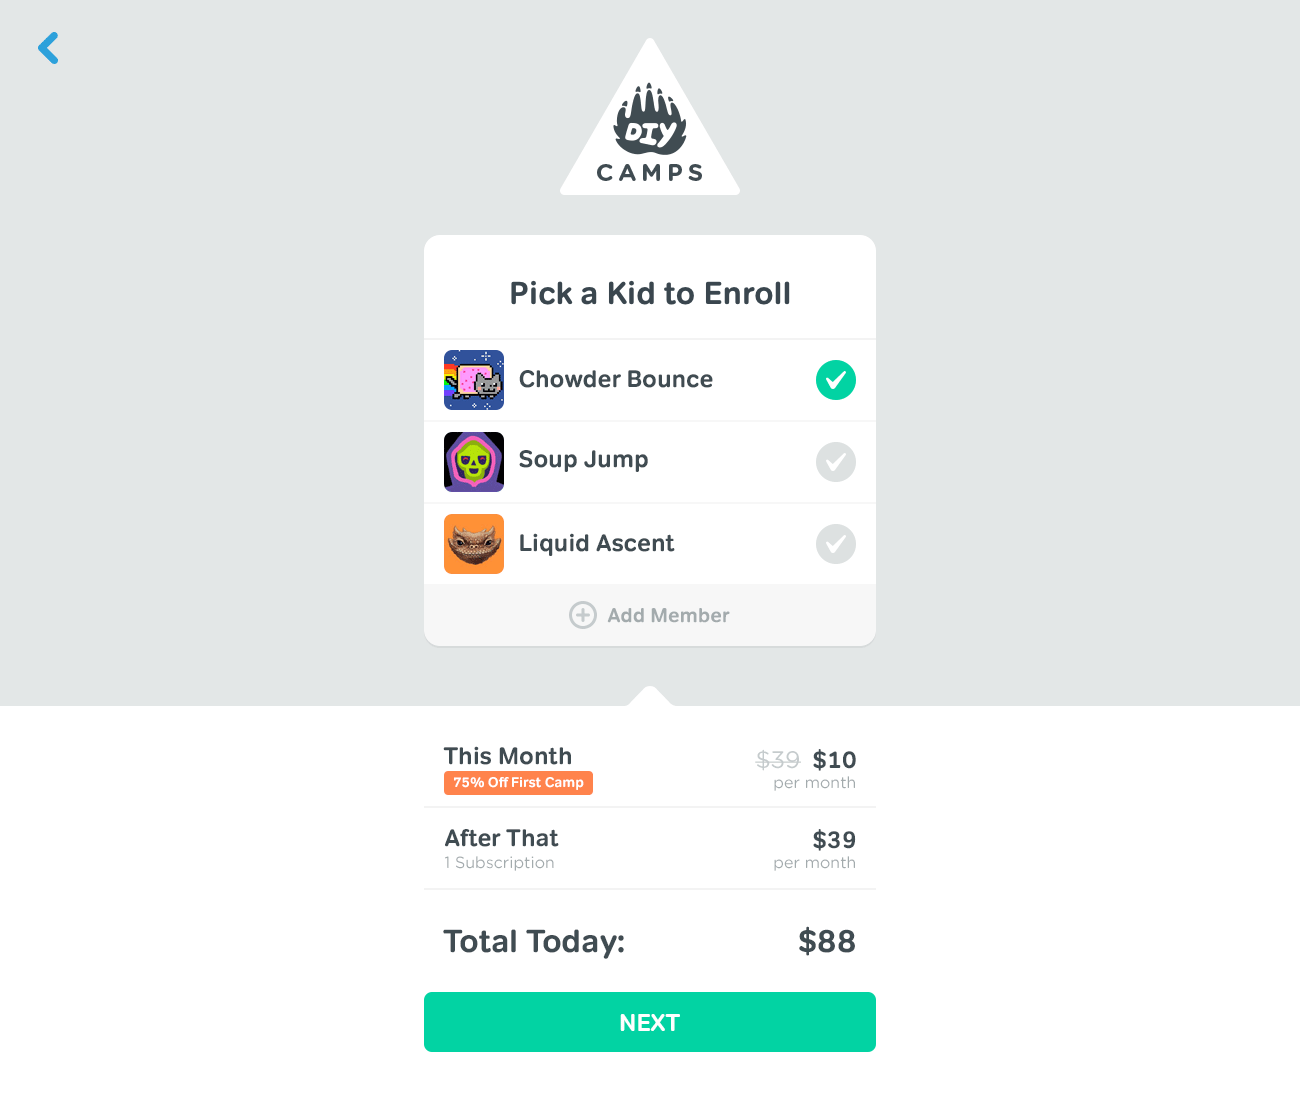 DIY
CAMPS
Pick a Kid to Enroll
Chowder Bounce
Soup Jump
Liquid Ascent
Add Member
This Month
$39 $10
75% Off First Camp
per month
After That
$39
1 Subscription
per month
Total Today:
$88
NEXT